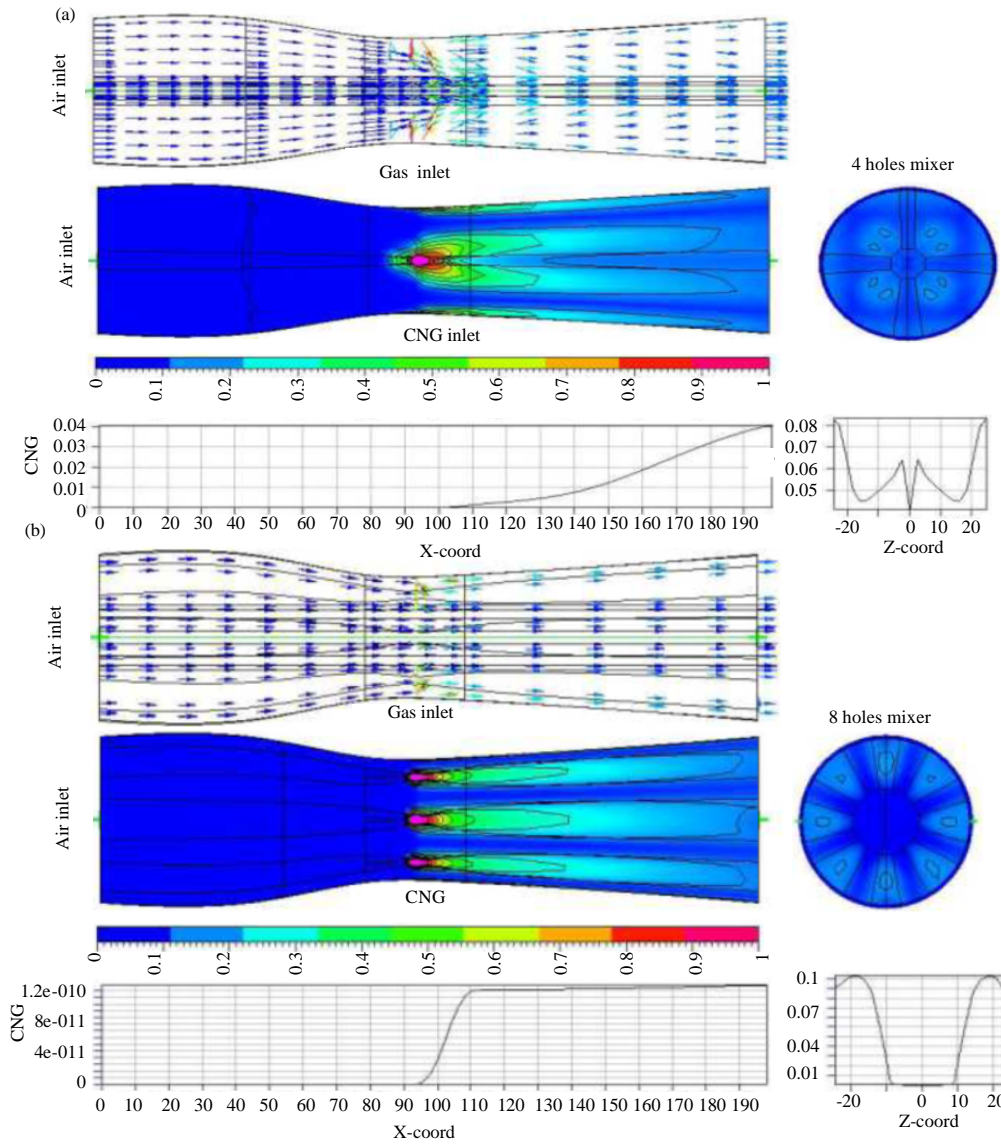 (a)
Air inlet
Gas inlet
4 holes mixer
Air inlet
CNG inlet
0 0.1 0.2 0.3 0.4 0.5 0.6 0.7 0.8 0.9 1
CNG
0.04
0.03
0.02
0.01
0
0 10 20 30 40 50 60 70 80 90 100 110 120 130 140 150 160 170 180 190
X-coord
0.08
0.07
0.06
0.05
-20 0 10 20
Z-coord
(b)
Air inlet
Gas inlet
8 holes mixer
Air inlet
CNG
0 0.1 0.2 0.3 0.4 0.5 0.6 0.7 0.8 0.9 1
CNG
1.2e-010
8e-011
4e-011
0
0 10 20 30 40 50 60 70 80 90 100 110 120 130 140 150 160 170 180 190
X-coord
0.1
0.07
0.04
0.01
-20 0 10 20
Z-coord